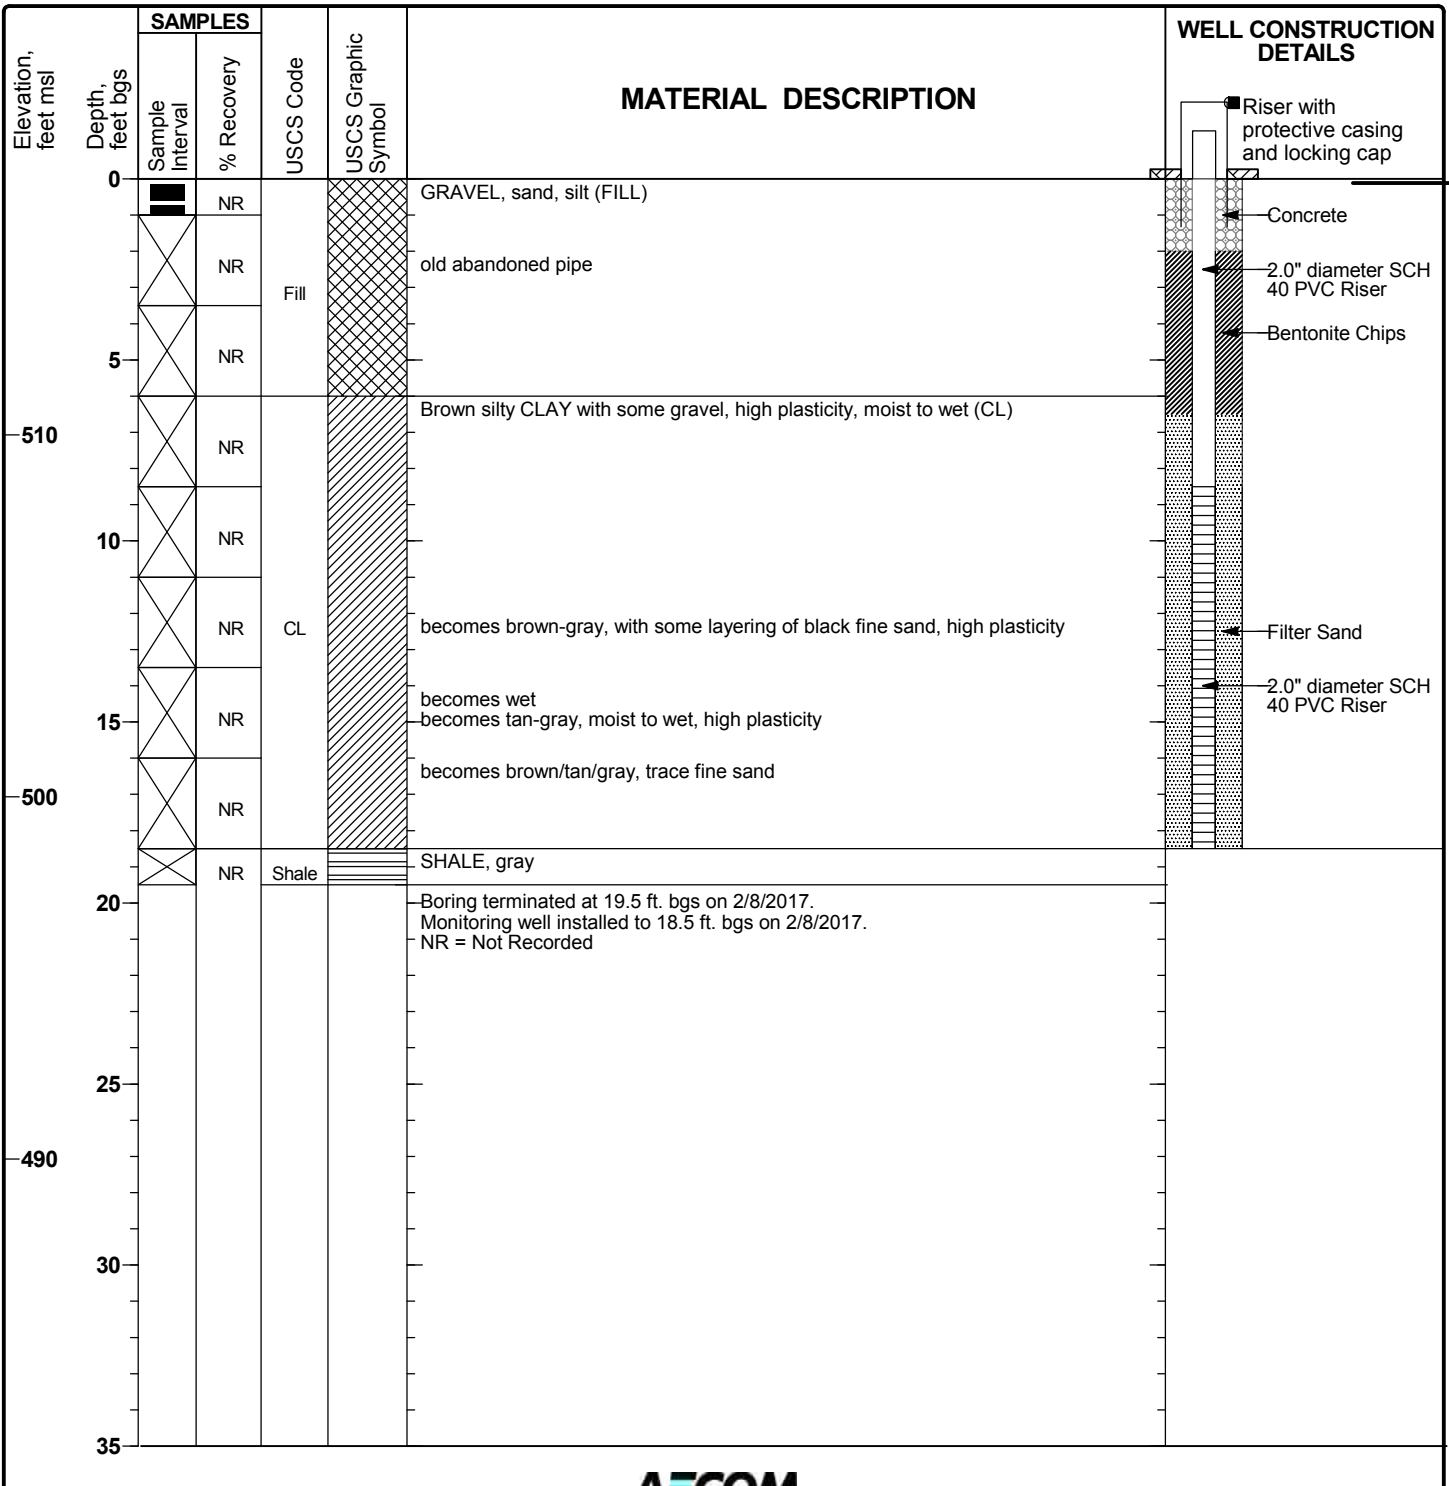 SAMPLES
Elevation,
feet msl
Depth,
feet bgs
Sample
Interval
% Recovery
USCS Code
USCS Graphic
Symbol
MATERIAL DESCRIPTION
WELL CONSTRUCTION
DETAILS
Riser with
protective casing
and locking cap
0
NR
GRAVEL, sand, silt (FILL)
Concrete
NR
old abandoned pipe
2.0" diameter SCH
40 PVC Riser
Fill
Bentonite Chips
5
NR
Brown silty CLAY with some gravel, high plasticity, moist to wet (CL)
510
NR
10
NR
NR
CL
becomes brown-gray, with some layering of black fine sand, high plasticity
Filter Sand
2.0" diameter SCH
40 PVC Riser
becomes wet
15
NR
becomes tan-gray, moist to wet, high plasticity
becomes brown/tan/gray, trace fine sand
500
NR
SHALE, gray
NR
Shale
20
Boring terminated at 19.5 ft. bgs on 2/8/2017.
Monitoring well installed to 18.5 ft. bgs on 2/8/2017.
NR = Not Recorded
25
490
30
35
AECOM